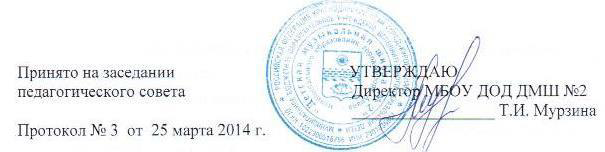 Принято на заседании
педагогического совета
Протокол № 3 от 25 марта 2014 г.
УТВЕРЖДАЮ
Директор МБОУ ДОД ДМШ №2
Т.И. Мурзина